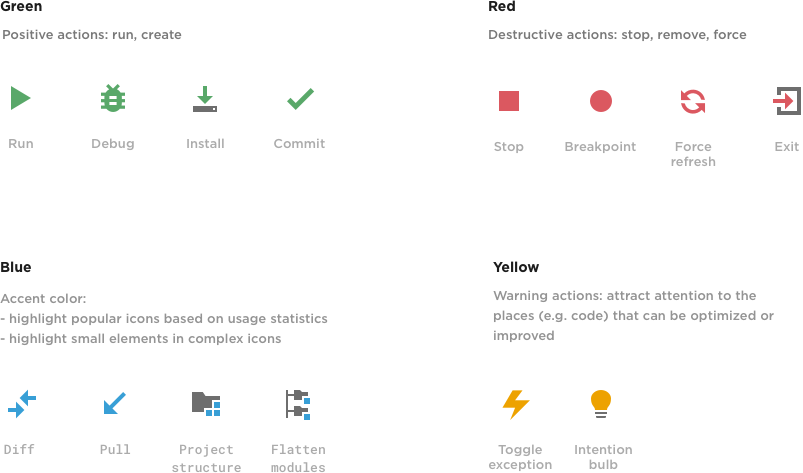 Green
Positive actions: run, create
Run
Debug
Install
Commit
Red
Destructive actions: stop, remove, force
Stop
Breakpoint
Force
refresh
Exit
Blue
Accent color:
- highlight popular icons based on usage statistics
- highlight small elements in complex icons
Diff
Pull
Project
structure
Flatten
modules
Yellow
Warning actions: attract attention to the
places (e.g. code) that can be optimized or
improved
Toggle
exception
Intention
bulb